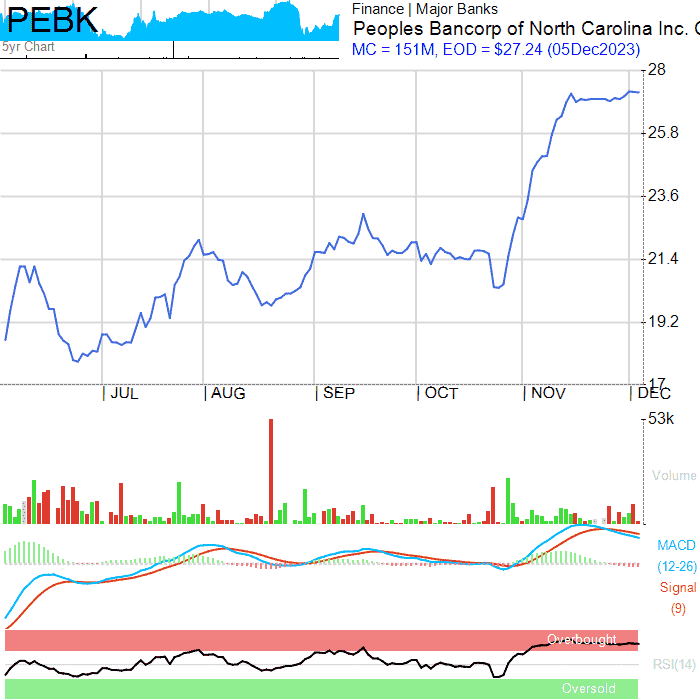 PEBK
5yr Chart
Finance | Major Banks
Peoples Bancorp of North Carolina Inc. C
MC = 151M, EOD = $27.24 (05Dec2023)
28
25.8
23.6
21.4
19.2
17
| JUL | AUG | SEP | OCT | NOV | DEC
53k
Volume
MACD
(12-26)
Signal
(9)
Overbought
RSI(14)
Oversold